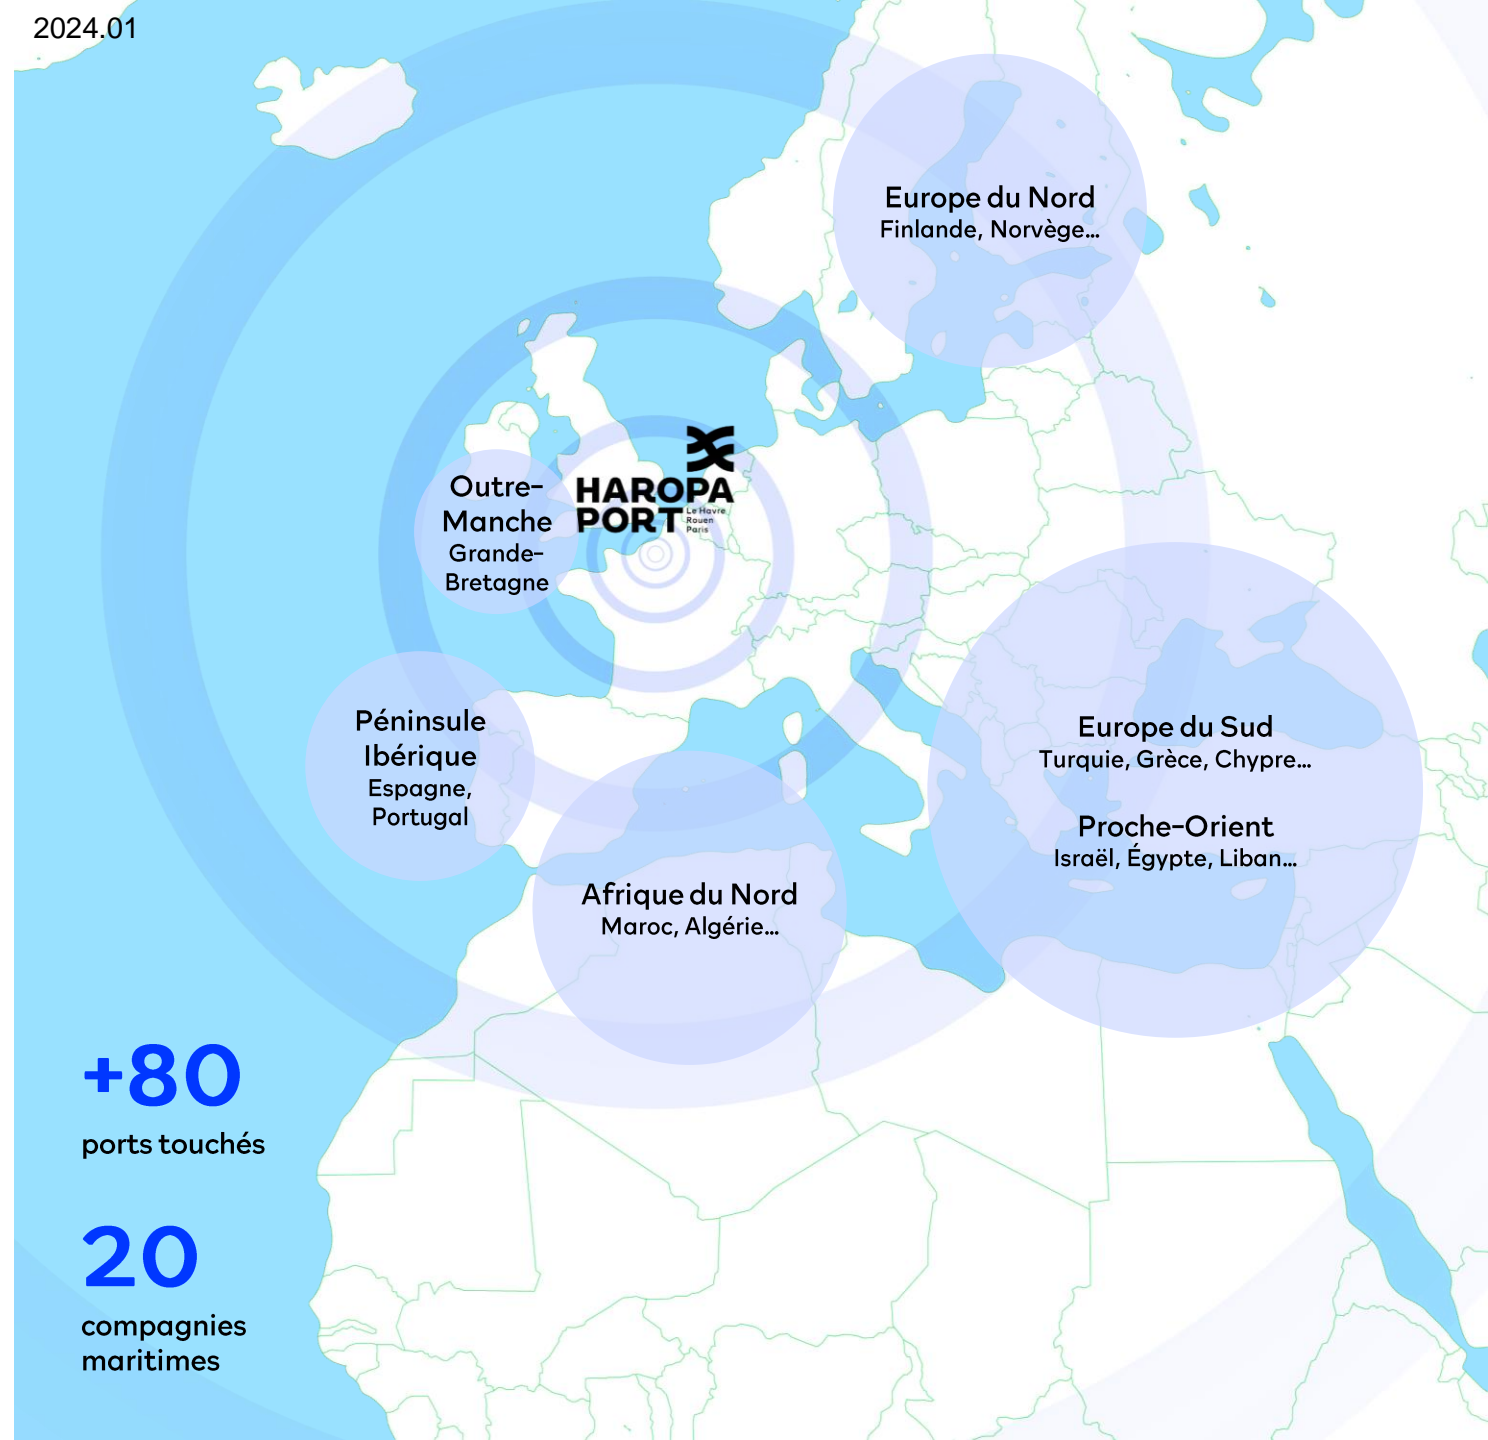 2024.01
Europe du Nord
Finlande, Norvège...
HAROPA
PORT
Le Havre
Rouen
Paris
Outre-
Manche
Grande-
Bretagne
Péninsule
Ibérique
Espagne,
Portugal
Europe du Sud
Turquie, Grèce, Chypre...
Proche-Orient
Israël, Égypte, Liban...
Afrique du Nord
Maroc, Algérie...
+80
ports touchés
20
compagnies
maritimes